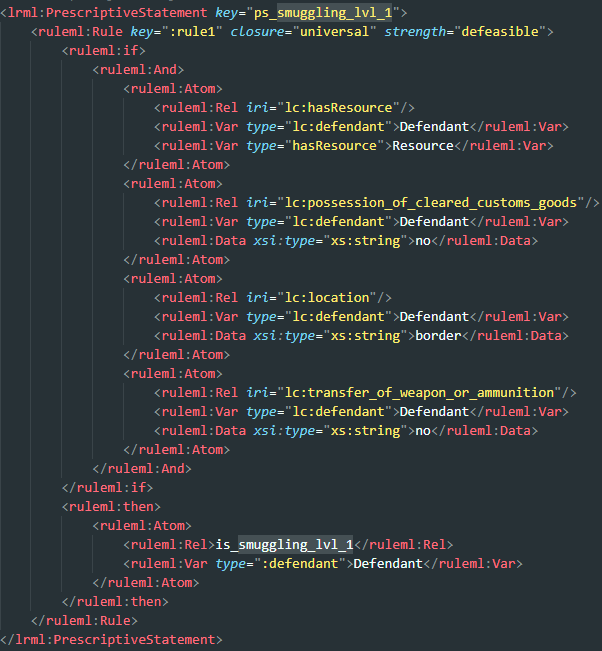 <lrml:PrescriptiveStatement key="ps_smuggling_lvl_1">
<ruleml:Rule key=":rule1" closure="universal" strength="defeasible">
<ruleml:if>
<ruleml:And>
<ruleml:Atom>
<ruleml:Rel iri="lc:hasResource"/>
<ruleml:Var type="lc:defendant">Defendant</ruleml:Var>
<ruleml:Var type="hasResource">Resource</ruleml:Var>
</ruleml:Atom>
<ruleml:Atom>
<ruleml:Rel iri="lc:possession_of_cleared_customs_goods"/>
<ruleml:Var type="lc:defendant">Defendant</ruleml:Var>
<ruleml:Data xsi:type="xs:string">no</ruleml:Data>
</ruleml:Atom>
<ruleml:Atom>
<ruleml:Rel iri="lc:location"/>
<ruleml:Var type="lc:defendant">Defendant</ruleml:Var>
<ruleml:Data xsi:type="xs:string">border</ruleml:Data>
</ruleml:Atom>
<ruleml:Atom>
<ruleml:Rel iri="lc:transfer_of_weapon_or_ammunition"/>
<ruleml:Var type="lc:defendant">Defendant</ruleml:Var>
<ruleml:Data xsi:type="xs:string">no</ruleml:Data>
</ruleml:Atom>
</ruleml:And>
</ruleml:if>
<ruleml:then>
<ruleml:Atom>
<ruleml:Rel>is_smuggling_lvl_1</ruleml:Rel>
<ruleml:Var type=":defendant">Defendant</ruleml:Var>
</ruleml:Atom>
</ruleml:then>
</ruleml:Rule>
</lrml:PrescriptiveStatement>